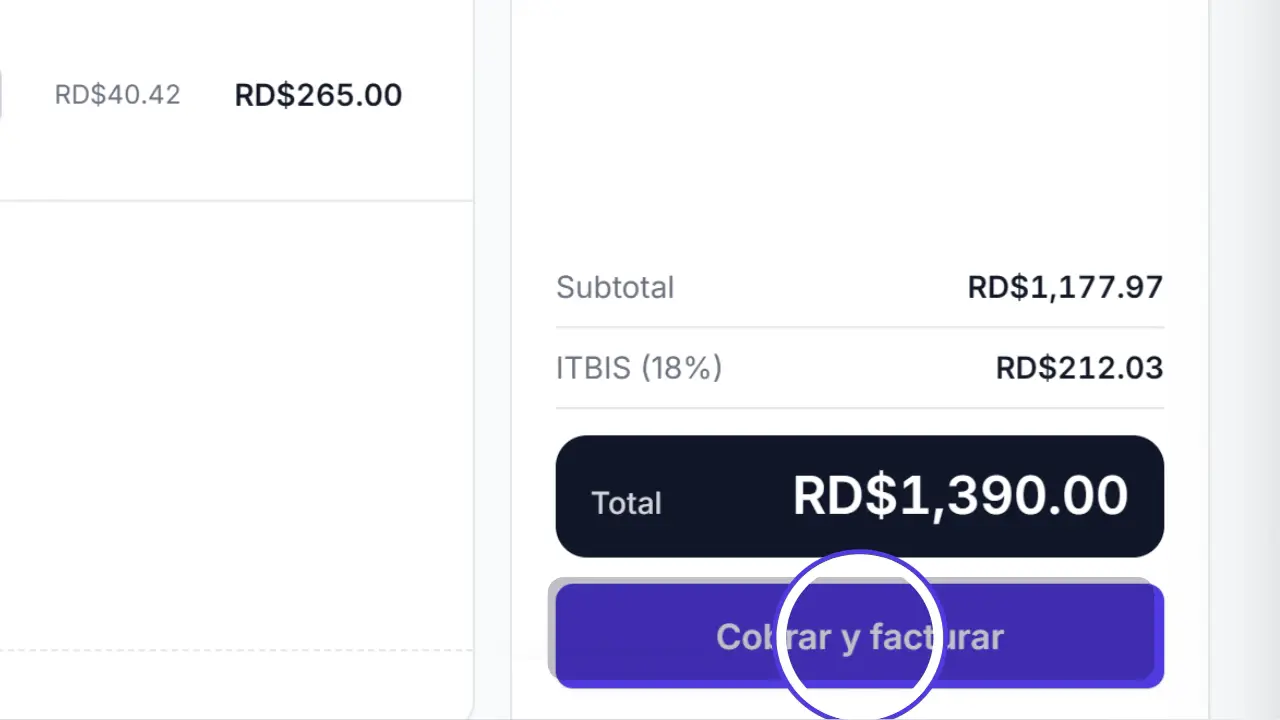 RD$40.42 RD$265.00
Subtotal RD$1,177.97
ITBIS (18%) RD$212.03
Total RD$1,390.00
Cobrar y facturar